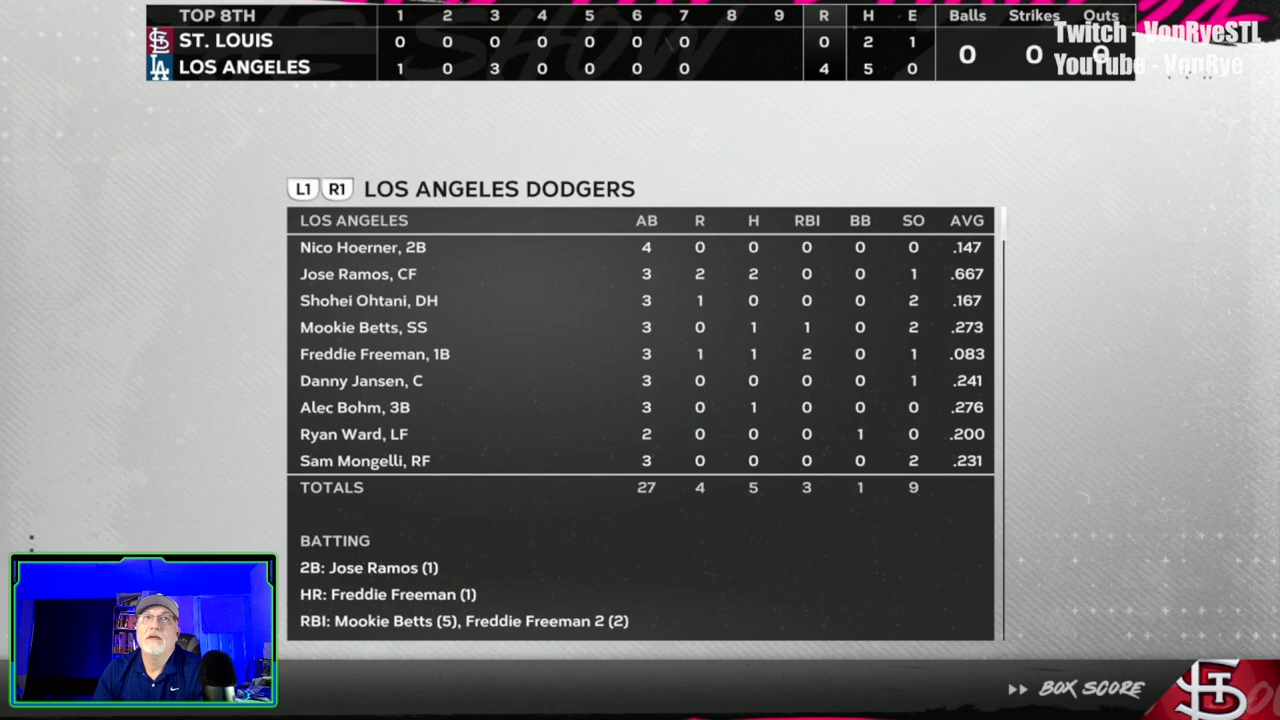 TOP 8TH 1 2 3 4 5 6 7 8 9 R H E Balls Strikes Outs
ST. LOUIS 0 0 0 0 0 0 0 0 2 1 0 0 0
LOS ANGELES 1 0 3 0 0 0 0 4 5 0
Twitch - VonRyeSTL
YouTube - VonRye
L1 R1 LOS ANGELES DODGERS
LOS ANGELES AB R H RBI BB SO AVG
Nico Hoerner, 2B 4 0 0 0 0 0 .147
Jose Ramos, CF 3 2 2 0 0 1 .667
Shohei Ohtani, DH 3 1 0 0 0 2 .167
Mookie Betts, SS 3 0 1 1 0 2 .273
Freddie Freeman, 1B 3 1 1 2 0 1 .083
Danny Jansen, C 3 0 0 0 0 1 .241
Alec Bohm, 3B 3 0 1 0 0 0 .276
Ryan Ward, LF 2 0 0 0 1 0 .200
Sam Mongelli, RF 3 0 0 0 0 2 .231
TOTALS 27 4 5 3 1 9
BATTING
2B: Jose Ramos (1)
HR: Freddie Freeman (1)
RBI: Mookie Betts (5), Freddie Freeman 2 (2)
BOX SCORE